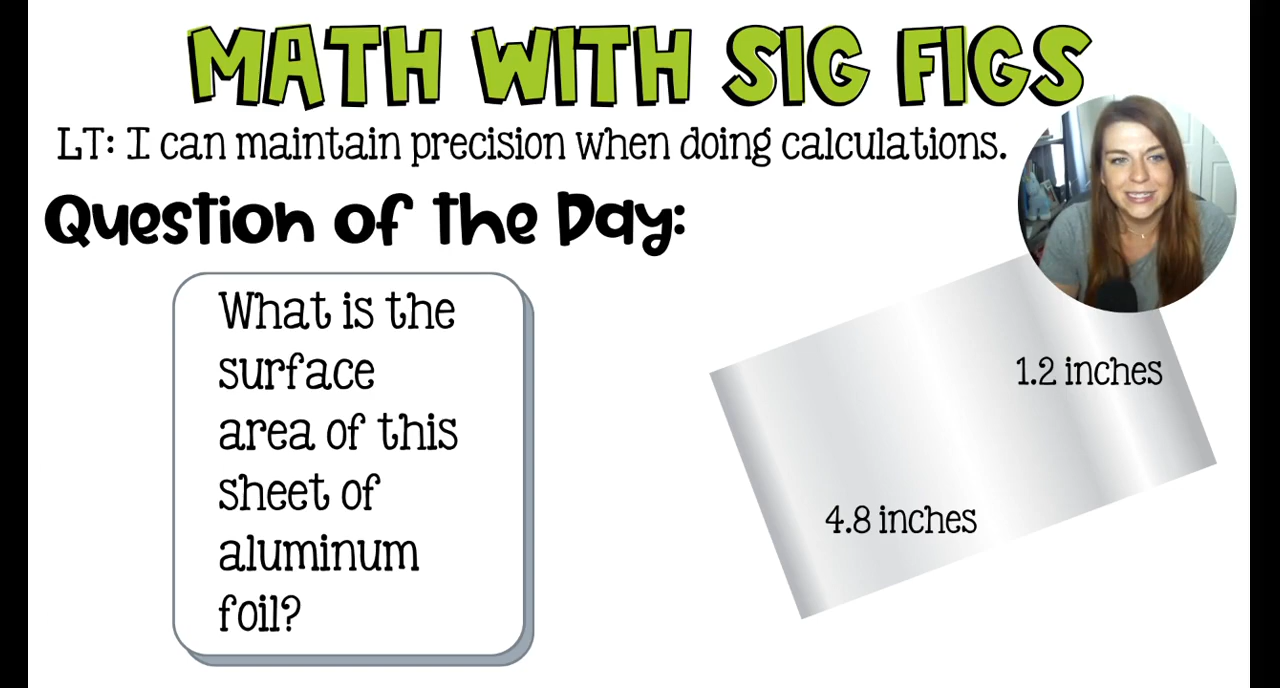 MATH WITH SIG FIGS
LT: I can maintain precision when doing calculations.
Question of the Day:
What is the
surface
area of this
sheet of
aluminum
foil?
1.2 inches
4.8 inches